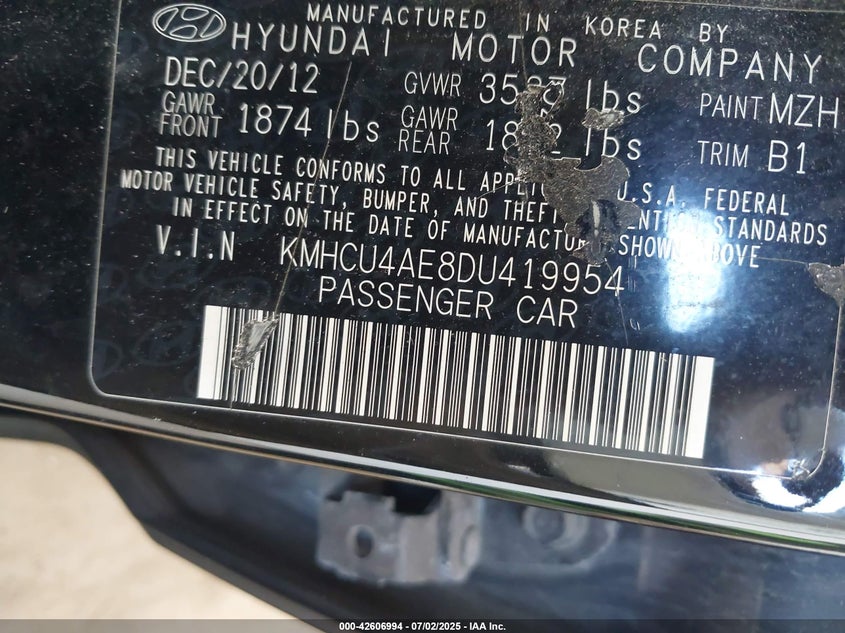 MANUFACTURED IN KOREA BY
HYUNDAI MOTOR COMPANY
DEC/20/12 GVWR lbs PAINT MZH
GAWR FRONT 1874 lbs GAWR REAR lbs TRIM B1
THIS VEHICLE CONFORMS TO ALL U.S.A. FEDERAL
MOTOR VEHICLE SAFETY, BUMPER, AND STANDARDS
IN EFFECT ON THE DATE OF SHOWN ABOVE
V.I.N KMHCU4AE8DU419954
PASSENGER CAR
000-42606994 - 07/02/2025 - IAA Inc.